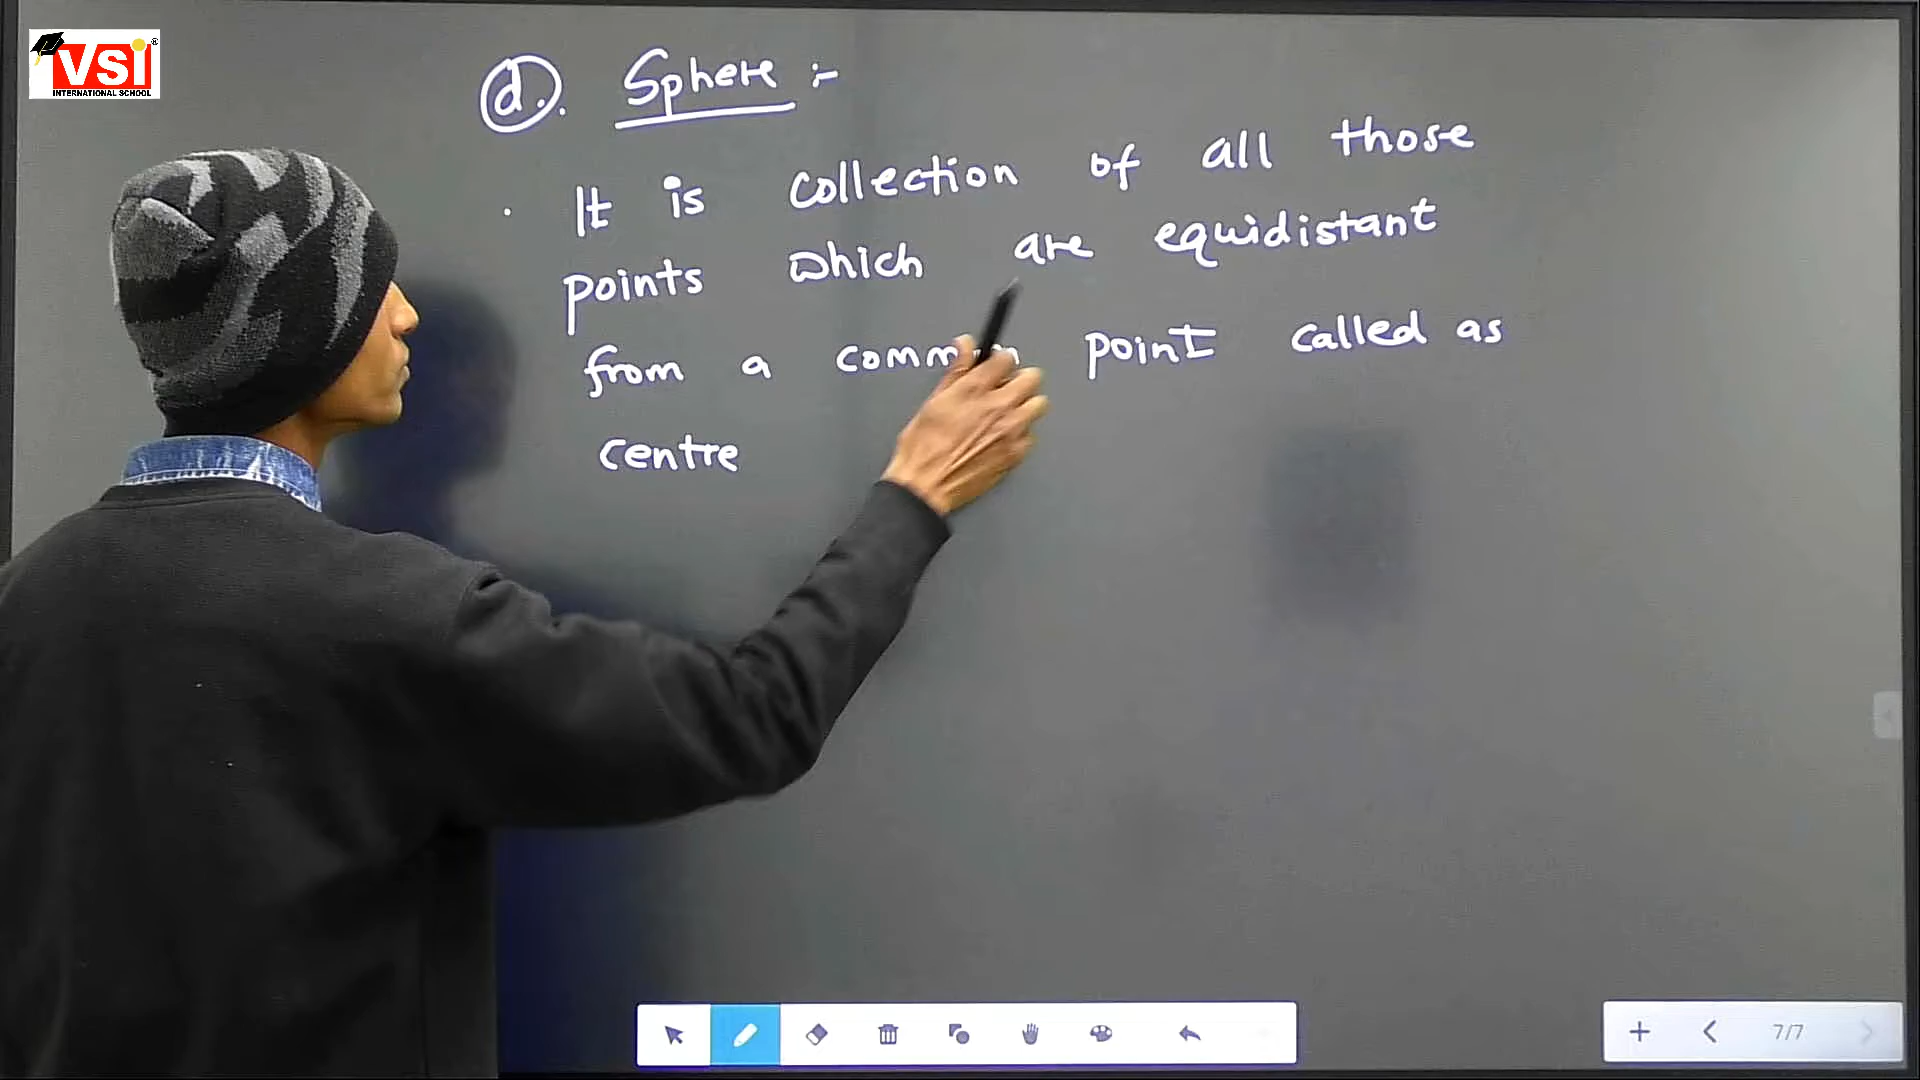 VSI
INTERNATIONAL SCHOOL
(d). Sphere :-
. It is collection of all those
points which are equidistant
from a common point called as
centre
7/7